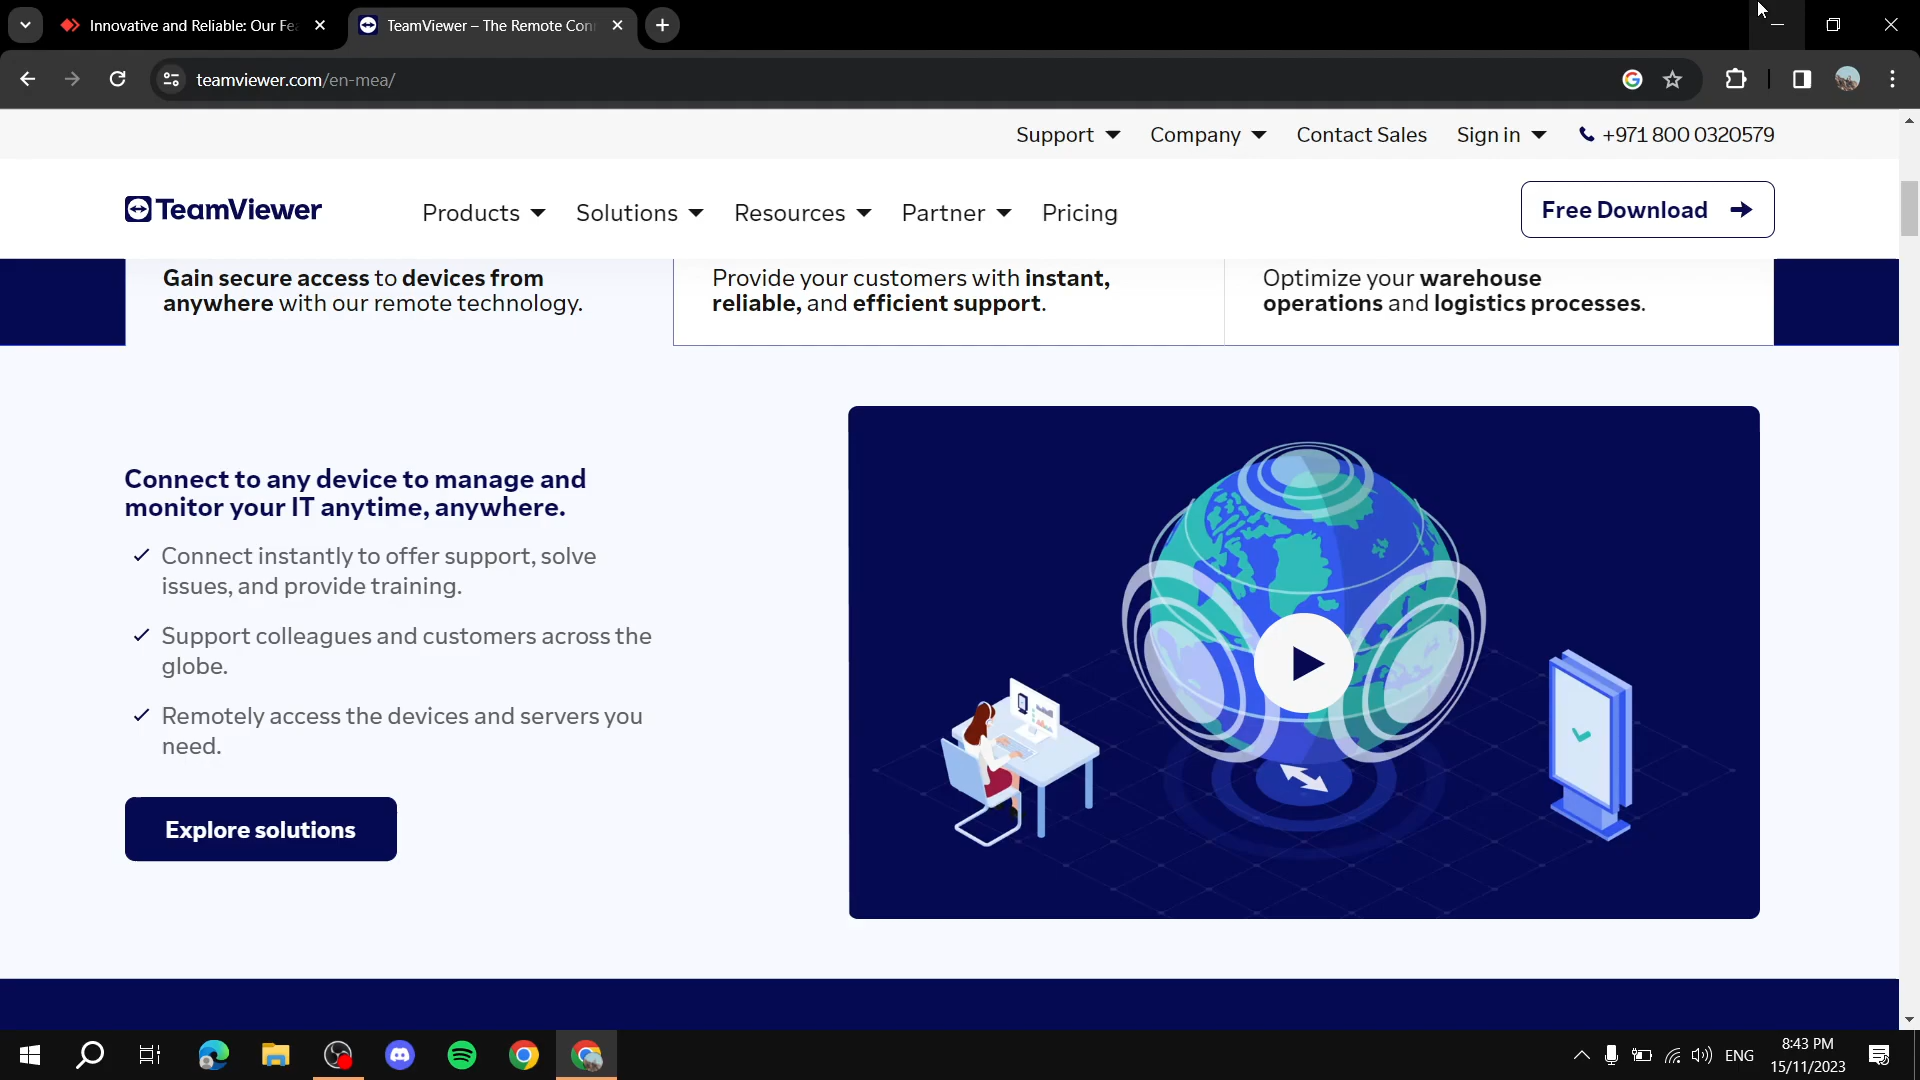 Innovative and Reliable: Our Fe
TeamViewer – The Remote Con
teamviewer.com/en-mea/
Support
Company
Contact Sales
Sign in
+971 800 0320579
TeamViewer
Products
Solutions
Resources
Partner
Pricing
Free Download
Gain secure access to devices from
anywhere with our remote technology.
Provide your customers with instant,
reliable, and efficient support.
Optimize your warehouse
operations and logistics processes.
Connect to any device to manage and
monitor your IT anytime, anywhere.
Connect instantly to offer support, solve
issues, and provide training.
Support colleagues and customers across the
globe.
Remotely access the devices and servers you
need.
Explore solutions
ENG
8:43 PM
15/11/2023